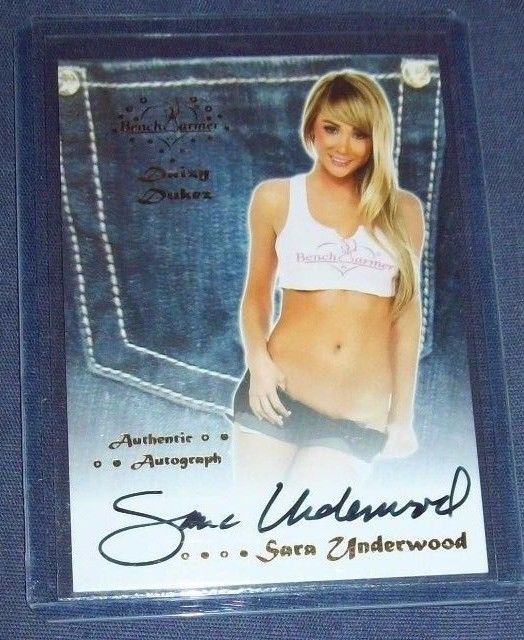 BenchWarmer
Daizy
Dukez
BenchWarmer
Authentic
Autograph
Sara Underwood
Sara Underwood